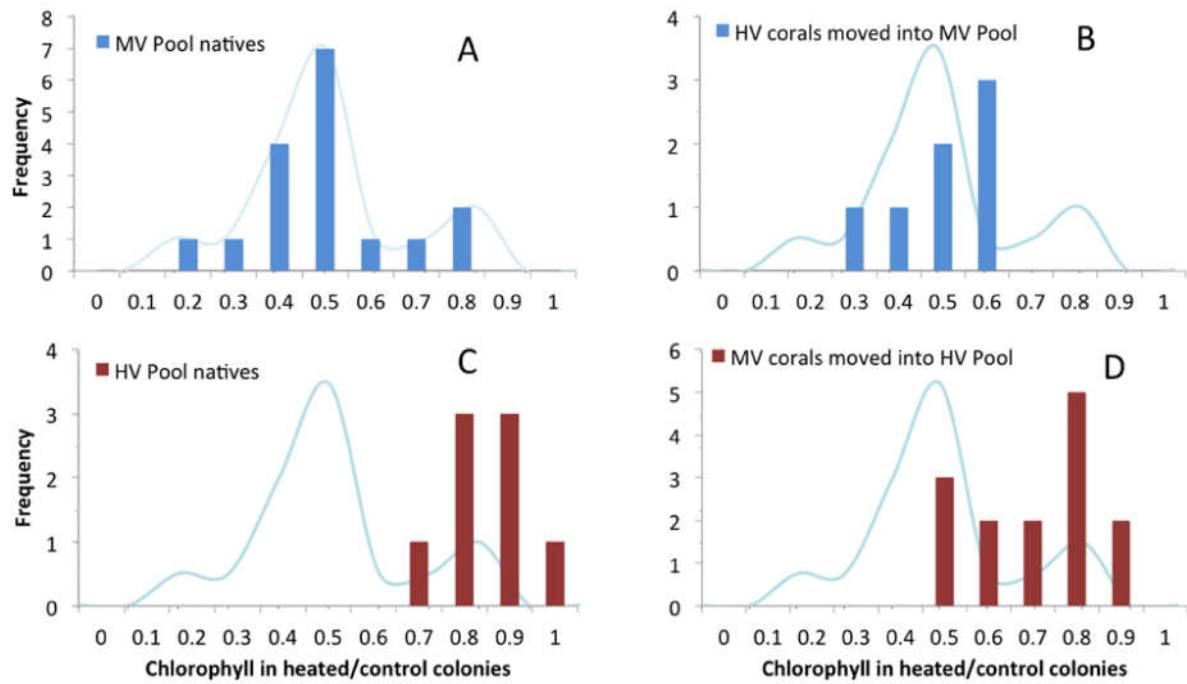 8
MV Pool natives
A
7
6
5
4
3
2
1
0
Frequency
0 0.1 0.2 0.3 0.4 0.5 0.6 0.7 0.8 0.9 1
4
HV corals moved into MV Pool
B
3
2
1
0
0 0.1 0.2 0.3 0.4 0.5 0.6 0.7 0.8 0.9 1
4
HV Pool natives
C
3
2
1
0
Frequency
0 0.1 0.2 0.3 0.4 0.5 0.6 0.7 0.8 0.9 1
Chlorophyll in heated/control colonies
6
MV corals moved into HV Pool
D
5
4
3
2
1
0
0 0.1 0.2 0.3 0.4 0.5 0.6 0.7 0.8 0.9 1
Chlorophyll in heated/control colonies